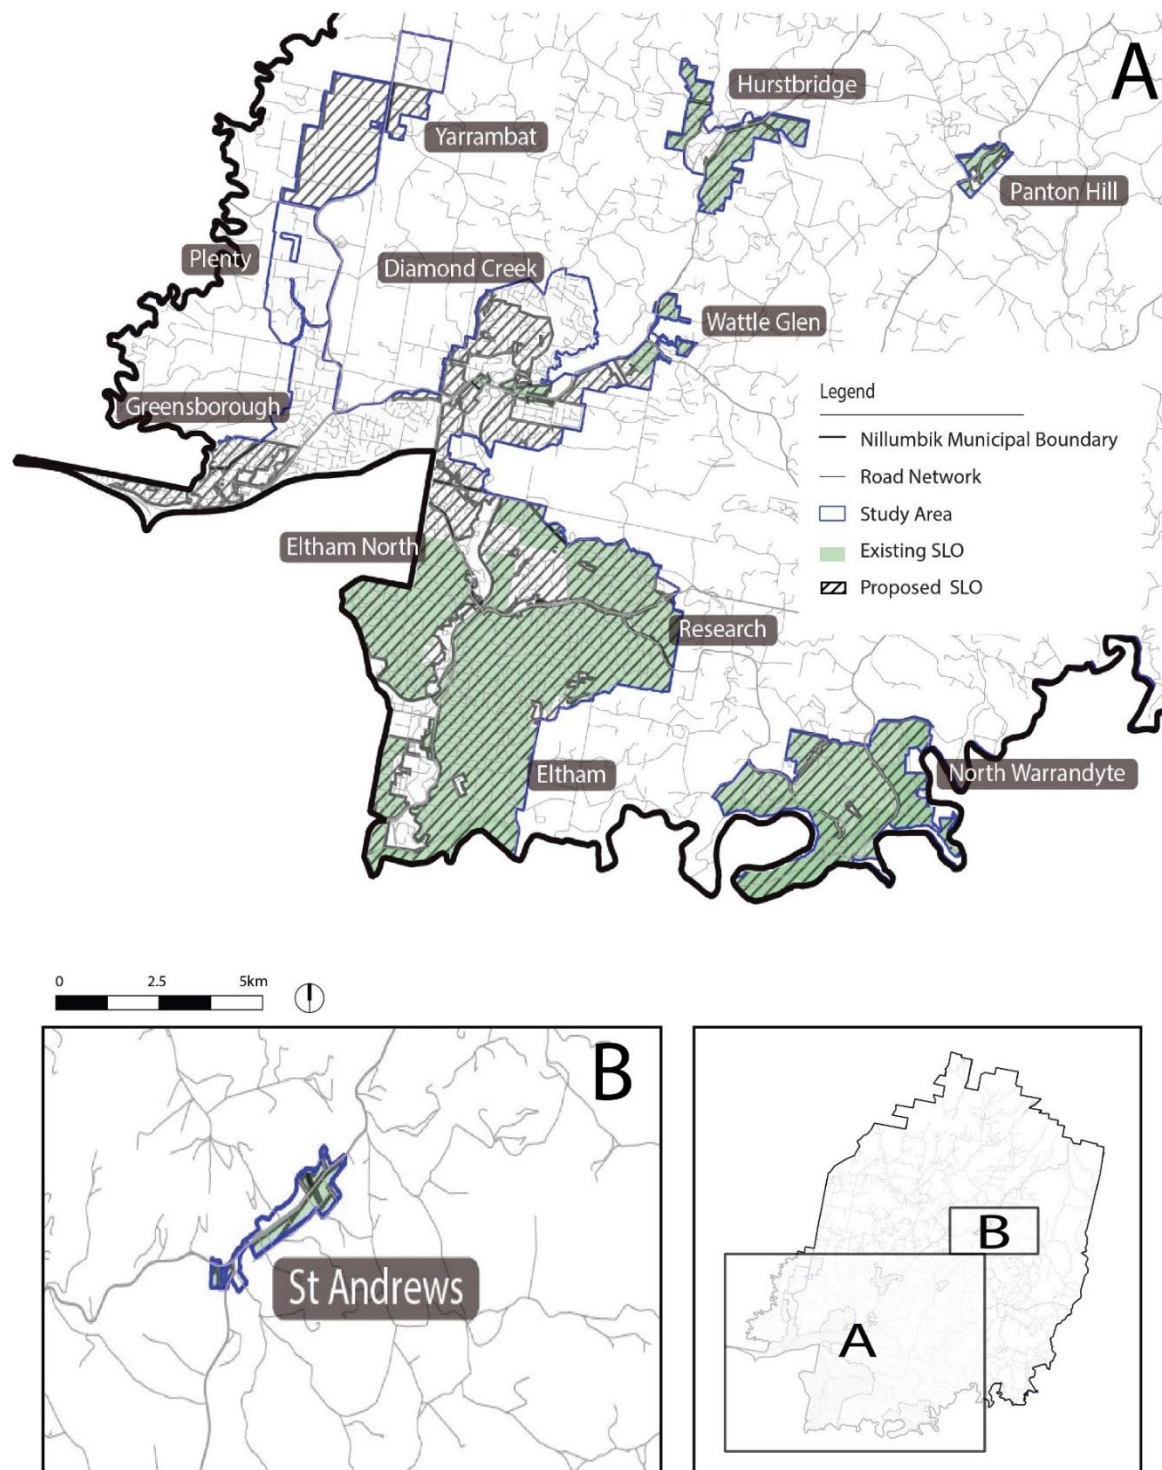 A
Hurstbridge
Yarrambat
Panton Hill
Plenty
Diamond Creek
Wattle Glen
Greensborough
Legend
Nillumbik Municipal Boundary
Road Network
Study Area
Existing SLO
Proposed SLO
Eltham North
Research
Eltham
North Warrandyte
0 2.5 5km
B
St Andrews
B
A